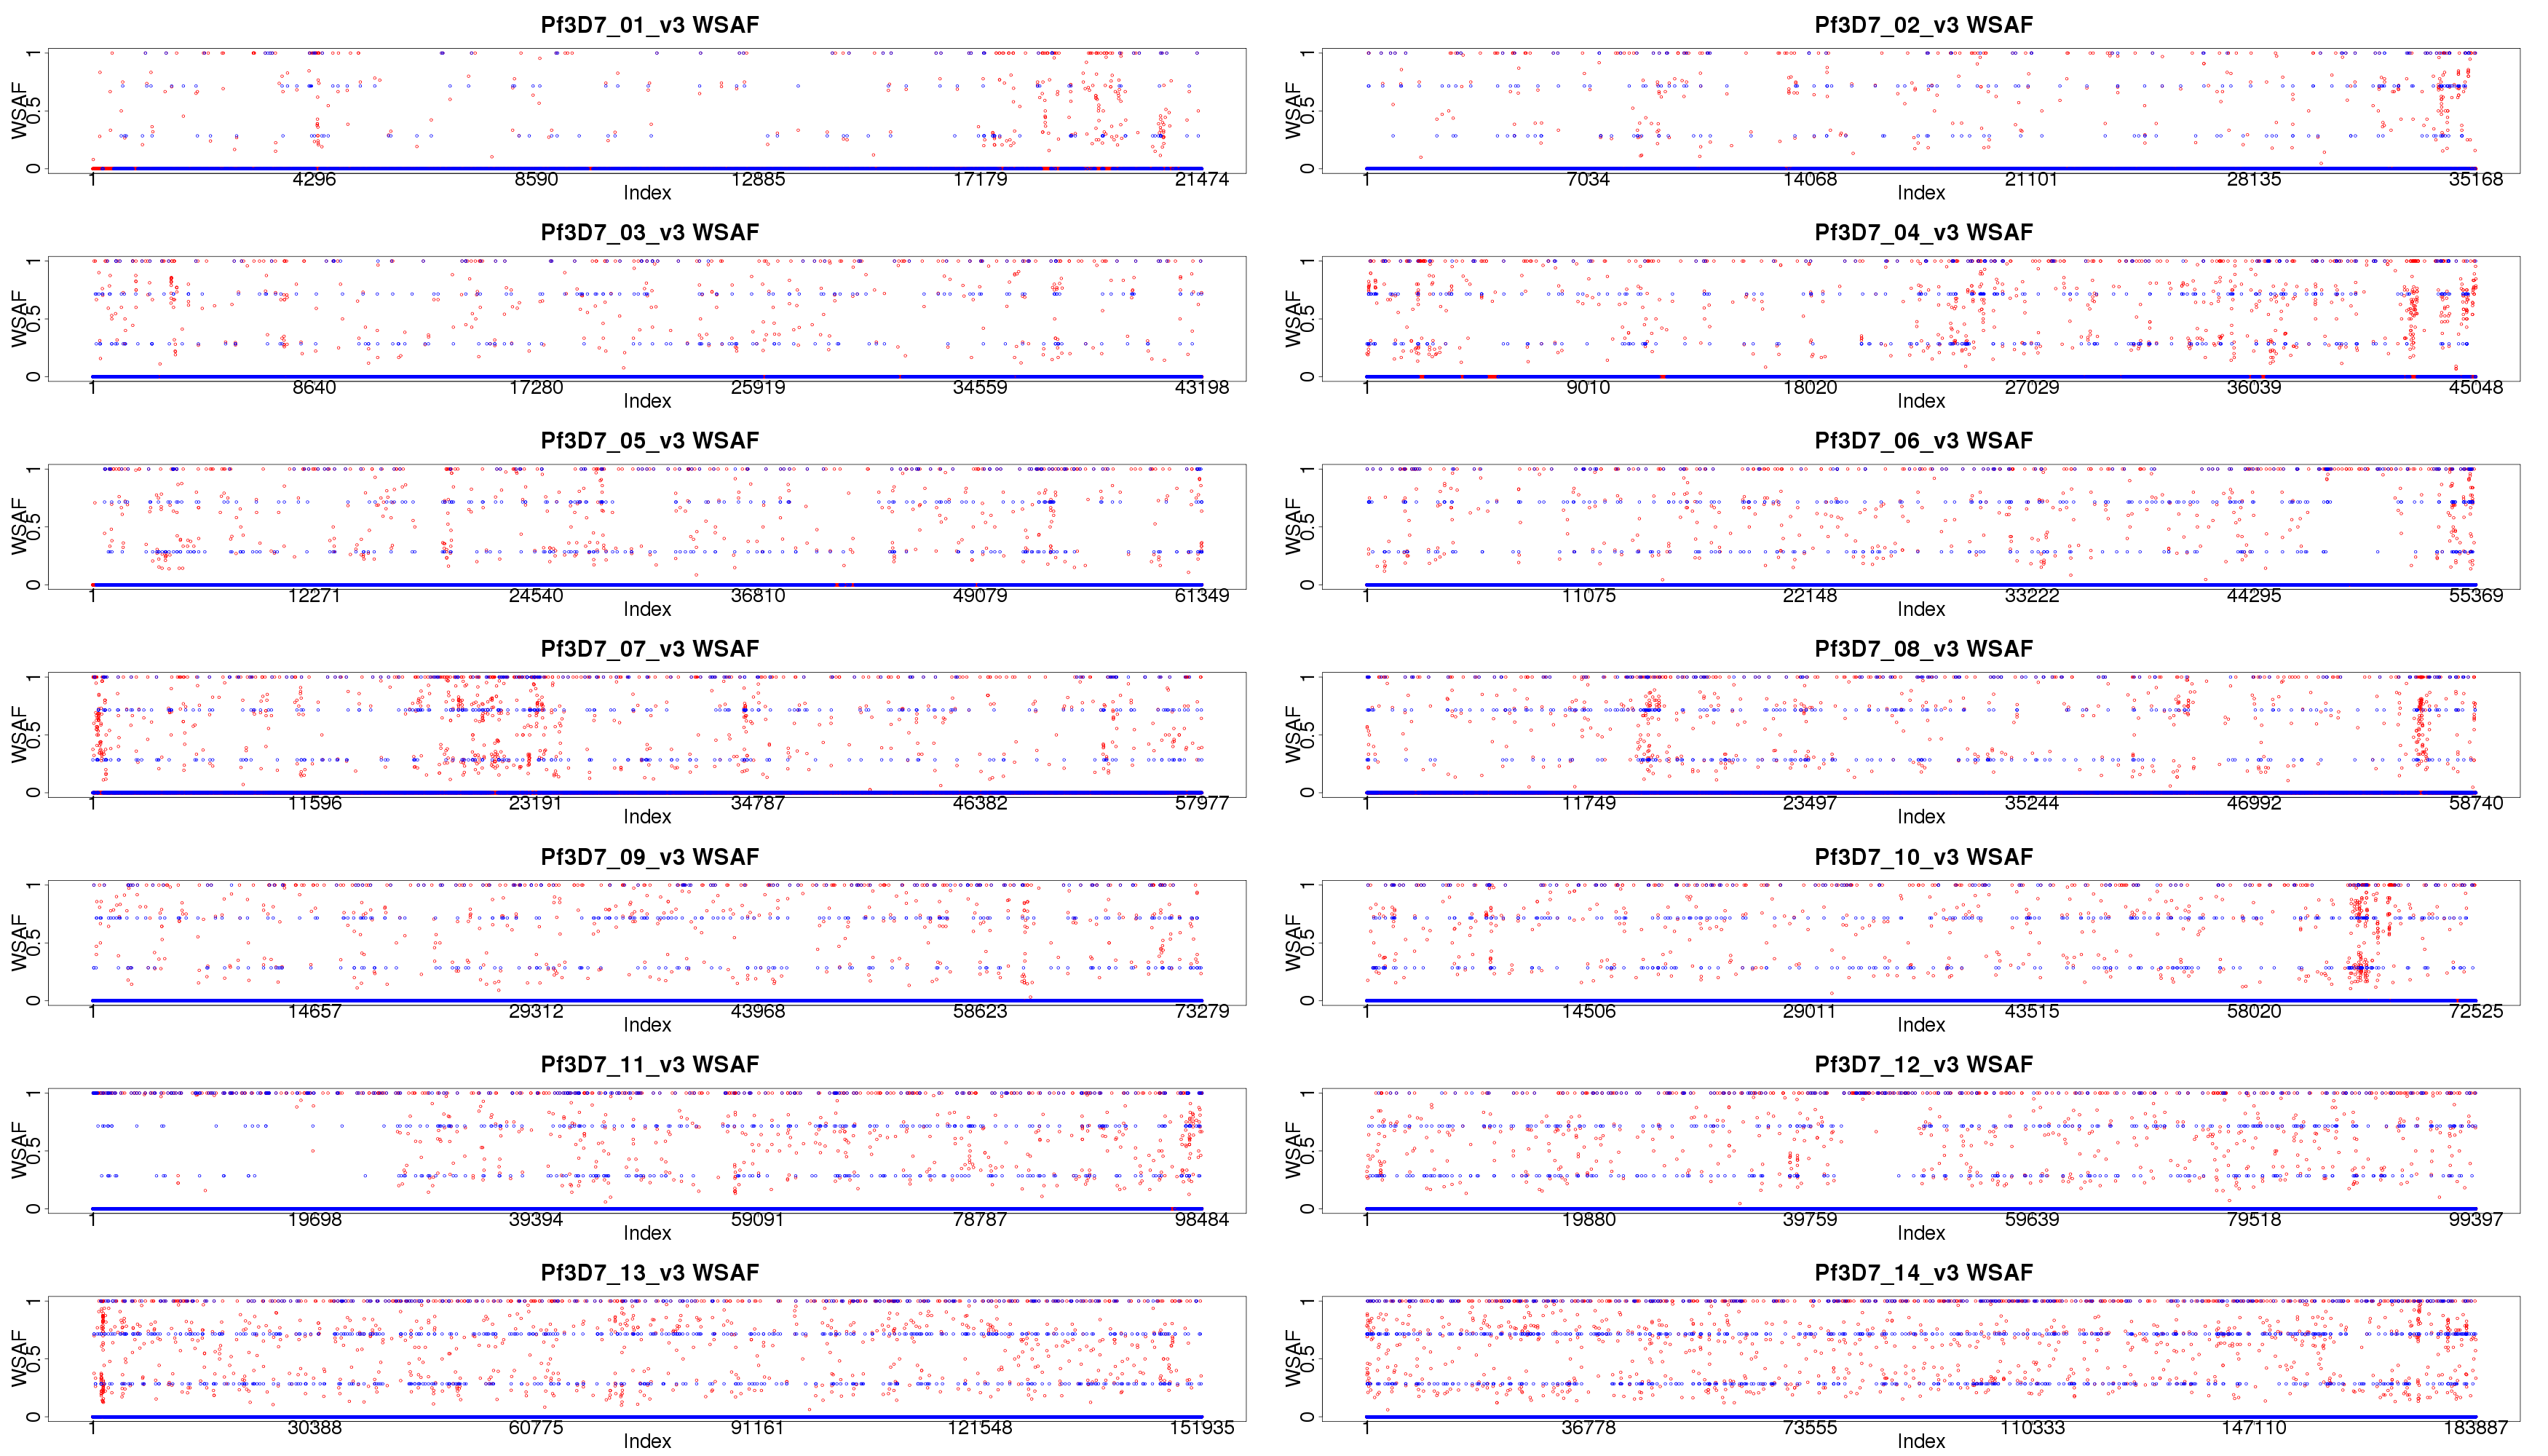 Pf3D7_01_v3 WSAF
WSAF
0 0.5 1
1 4296 8590 12885 17179 21474
Index
Pf3D7_02_v3 WSAF
WSAF
0 0.5 1
1 7034 14068 21101 28135 35168
Index
Pf3D7_03_v3 WSAF
WSAF
0 0.5 1
1 8640 17280 25919 34559 43198
Index
Pf3D7_04_v3 WSAF
WSAF
0 0.5 1
1 9010 18020 27029 36039 45048
Index
Pf3D7_05_v3 WSAF
WSAF
0 0.5 1
1 12271 24540 36810 49079 61349
Index
Pf3D7_06_v3 WSAF
WSAF
0 0.5 1
1 11075 22148 33222 44295 55369
Index
Pf3D7_07_v3 WSAF
WSAF
0 0.5 1
1 11596 23191 34787 46382 57977
Index
Pf3D7_08_v3 WSAF
WSAF
0 0.5 1
1 11749 23497 35244 46992 58740
Index
Pf3D7_09_v3 WSAF
WSAF
0 0.5 1
1 14657 29312 43968 58623 73279
Index
Pf3D7_10_v3 WSAF
WSAF
0 0.5 1
1 14506 29011 43515 58020 72525
Index
Pf3D7_11_v3 WSAF
WSAF
0 0.5 1
1 19698 39394 59091 78787 98484
Index
Pf3D7_12_v3 WSAF
WSAF
0 0.5 1
1 19880 39759 59639 79518 99397
Index
Pf3D7_13_v3 WSAF
WSAF
0 0.5 1
1 30388 60775 91161 121548 151935
Index
Pf3D7_14_v3 WSAF
WSAF
0 0.5 1
1 36778 73555 110333 147110 183887
Index